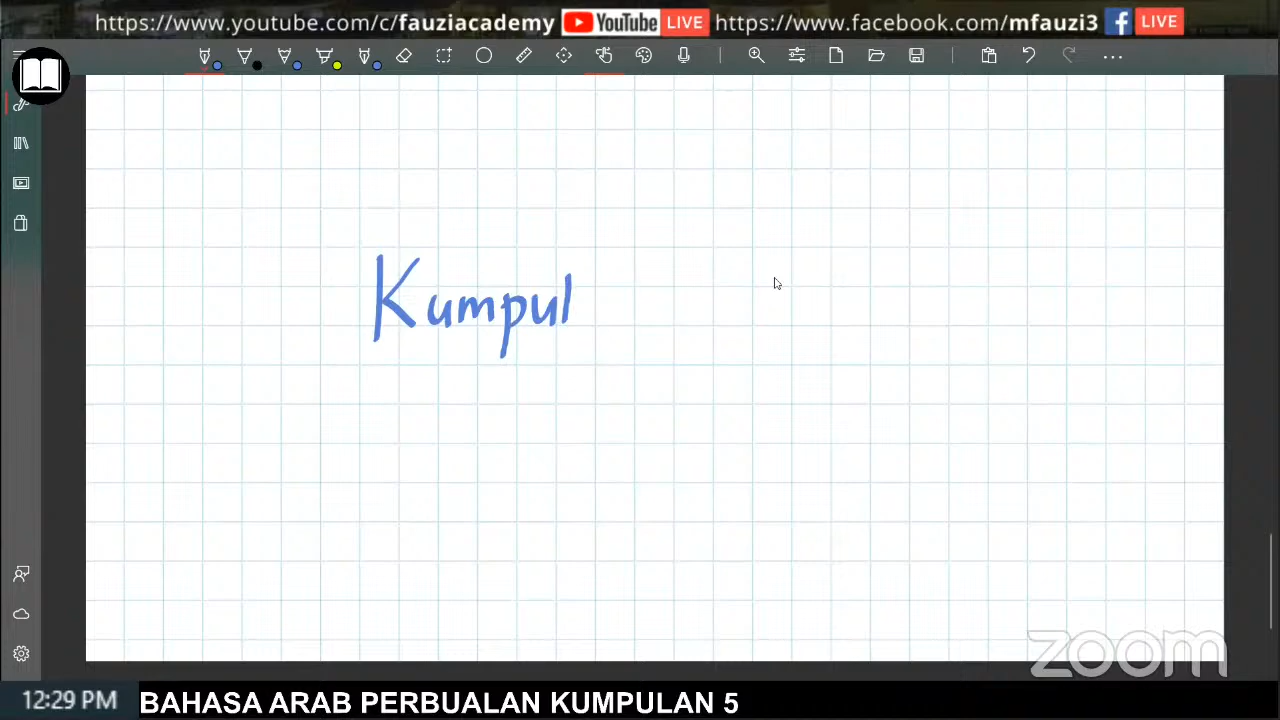 https://www.youtube.com/c/fauziacademy YouTube LIVE https://www.facebook.com/mfauzi3 f LIVE
Kumpul
zoom
12:29 PM BAHASA ARAB PERBUALAN KUMPULAN 5